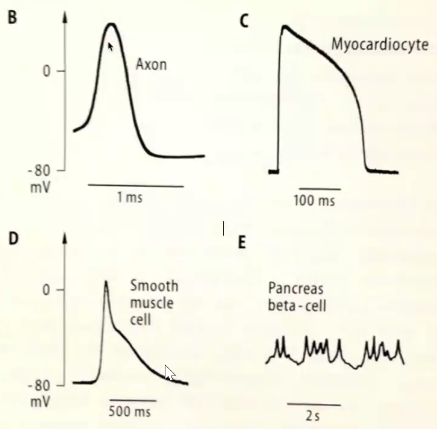 B
0
Axon
-80
mV
1 ms
C
Myocardiocyte
100 ms
D
0
Smooth
muscle
cell
-80
mV
500 ms
E
Pancreas
beta-cell
2 s